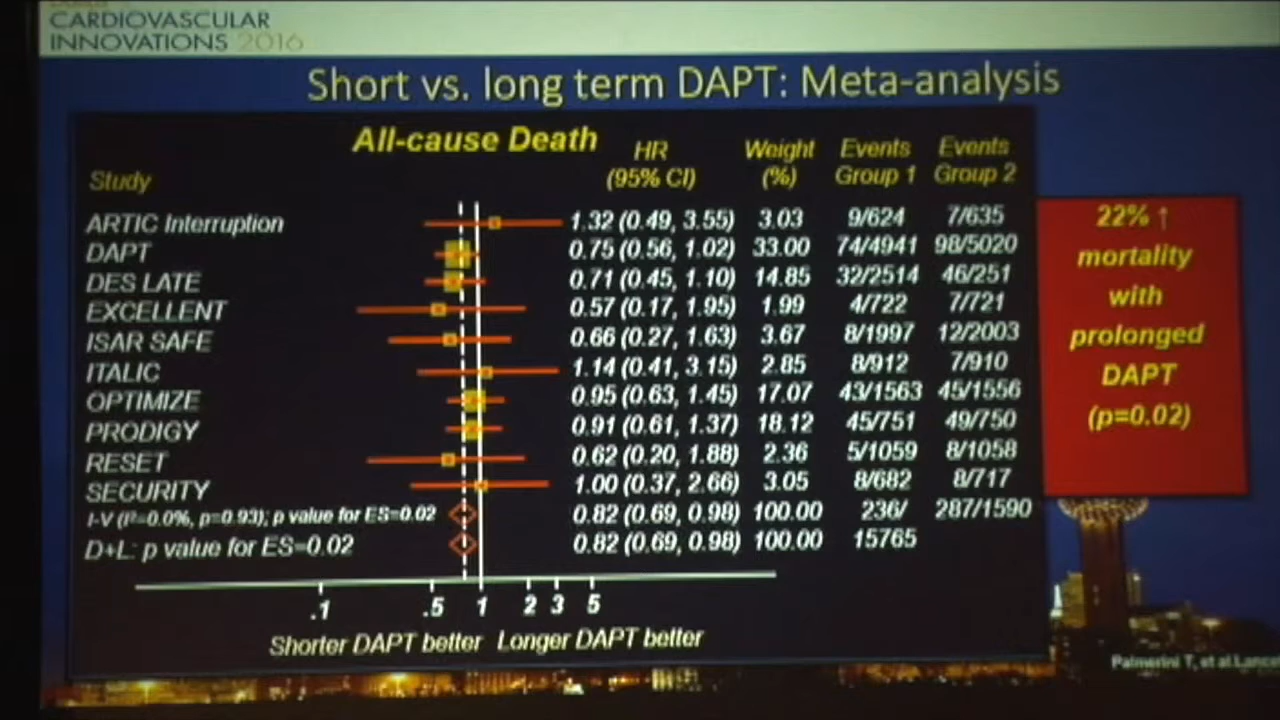 CARDIOVASCULAR
INNOVATIONS 2016
Short vs. long term DAPT: Meta-analysis
All-cause Death
Study HR (95% CI) Weight (%) Events Group 1 Events Group 2
ARTIC Interruption 1.32 (0.49, 3.55) 3.03 9/624 7/635
DAPT 0.75 (0.56, 1.02) 33.00 74/4941 98/5020
DES LATE 0.71 (0.45, 1.10) 14.85 32/2514 46/251
EXCELLENT 0.57 (0.17, 1.95) 1.99 4/722 7/721
ISAR SAFE 0.66 (0.27, 1.63) 3.67 8/1997 12/2003
ITALIC 1.14 (0.41, 3.15) 2.85 8/912 7/910
OPTIMIZE 0.95 (0.63, 1.45) 17.07 43/1563 45/1556
PRODIGY 0.91 (0.61, 1.37) 18.12 45/751 49/750
RESET 0.62 (0.20, 1.88) 2.36 5/1059 8/1058
SECURITY 1.00 (0.37, 2.66) 3.05 8/682 8/717
I-V (I²=0.0%, p=0.93); p value for ES=0.02 0.82 (0.69, 0.98) 100.00 236/ 287/1590
D+L: p value for ES=0.02 0.82 (0.69, 0.98) 100.00 15765
.1 .5 1 2 3 5
Shorter DAPT better Longer DAPT better
22% ↑
mortality
with
prolonged
DAPT
(p=0.02)
Palmerini T, et al.Lance